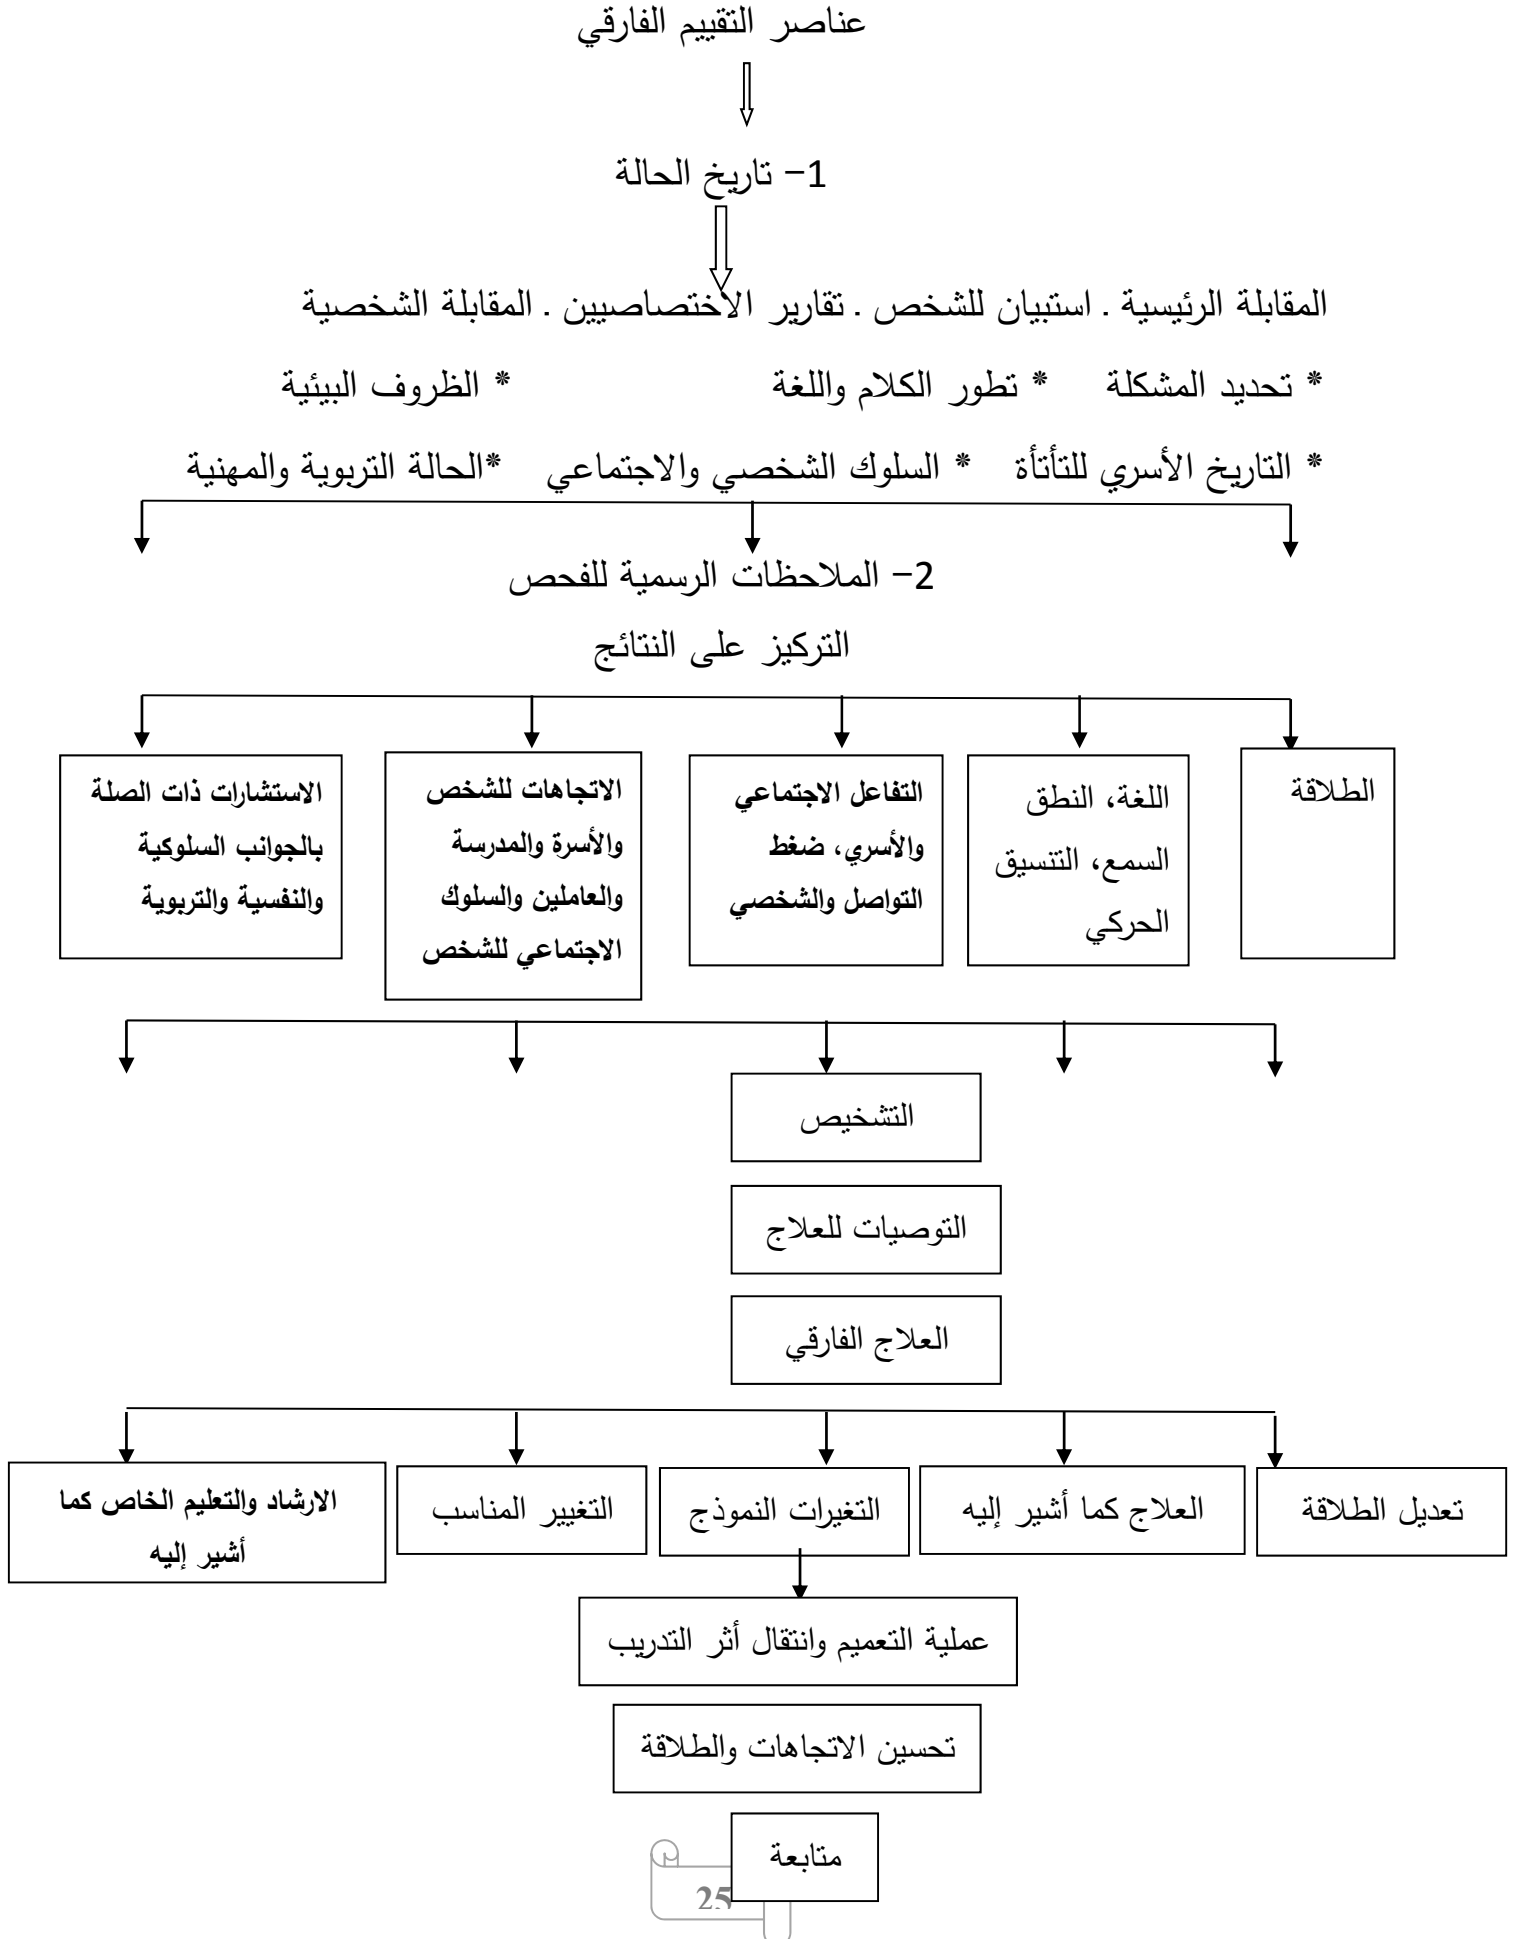 عناصر التقييم الفارقي
1- تاريخ الحالة
المقابلة الرئيسية . استبيان للشخص . تقارير الاختصاصيين . المقابلة الشخصية
* تحديد المشكلة * تطور الكلام واللغة * الظروف البيئية
* التاريخ الأسري للتأتأة * السلوك الشخصي والاجتماعي *الحالة التربوية والمهنية
2- الملاحظات الرسمية للفحص
التركيز على النتائج
الطلاقة
اللغة، النطق
السمع، التنسيق
الحركي
التفاعل الاجتماعي
والأسري، ضغط
التواصل والشخصي
الاتجاهات للشخص
والأسرة والمدرسة
والعاملين والسلوك
الاجتماعي للشخص
الاستشارات ذات الصلة
بالجوانب السلوكية
والنفسية والتربوية
التشخيص
التوصيات للعلاج
العلاج الفارقي
تعديل الطلاقة
العلاج كما أشير إليه
التغيرات النموذج
التغيير المناسب
الارشاد والتعليم الخاص كما
أشير إليه
عملية التعميم وانتقال أثر التدريب
تحسين الاتجاهات والطلاقة
متابعة
25